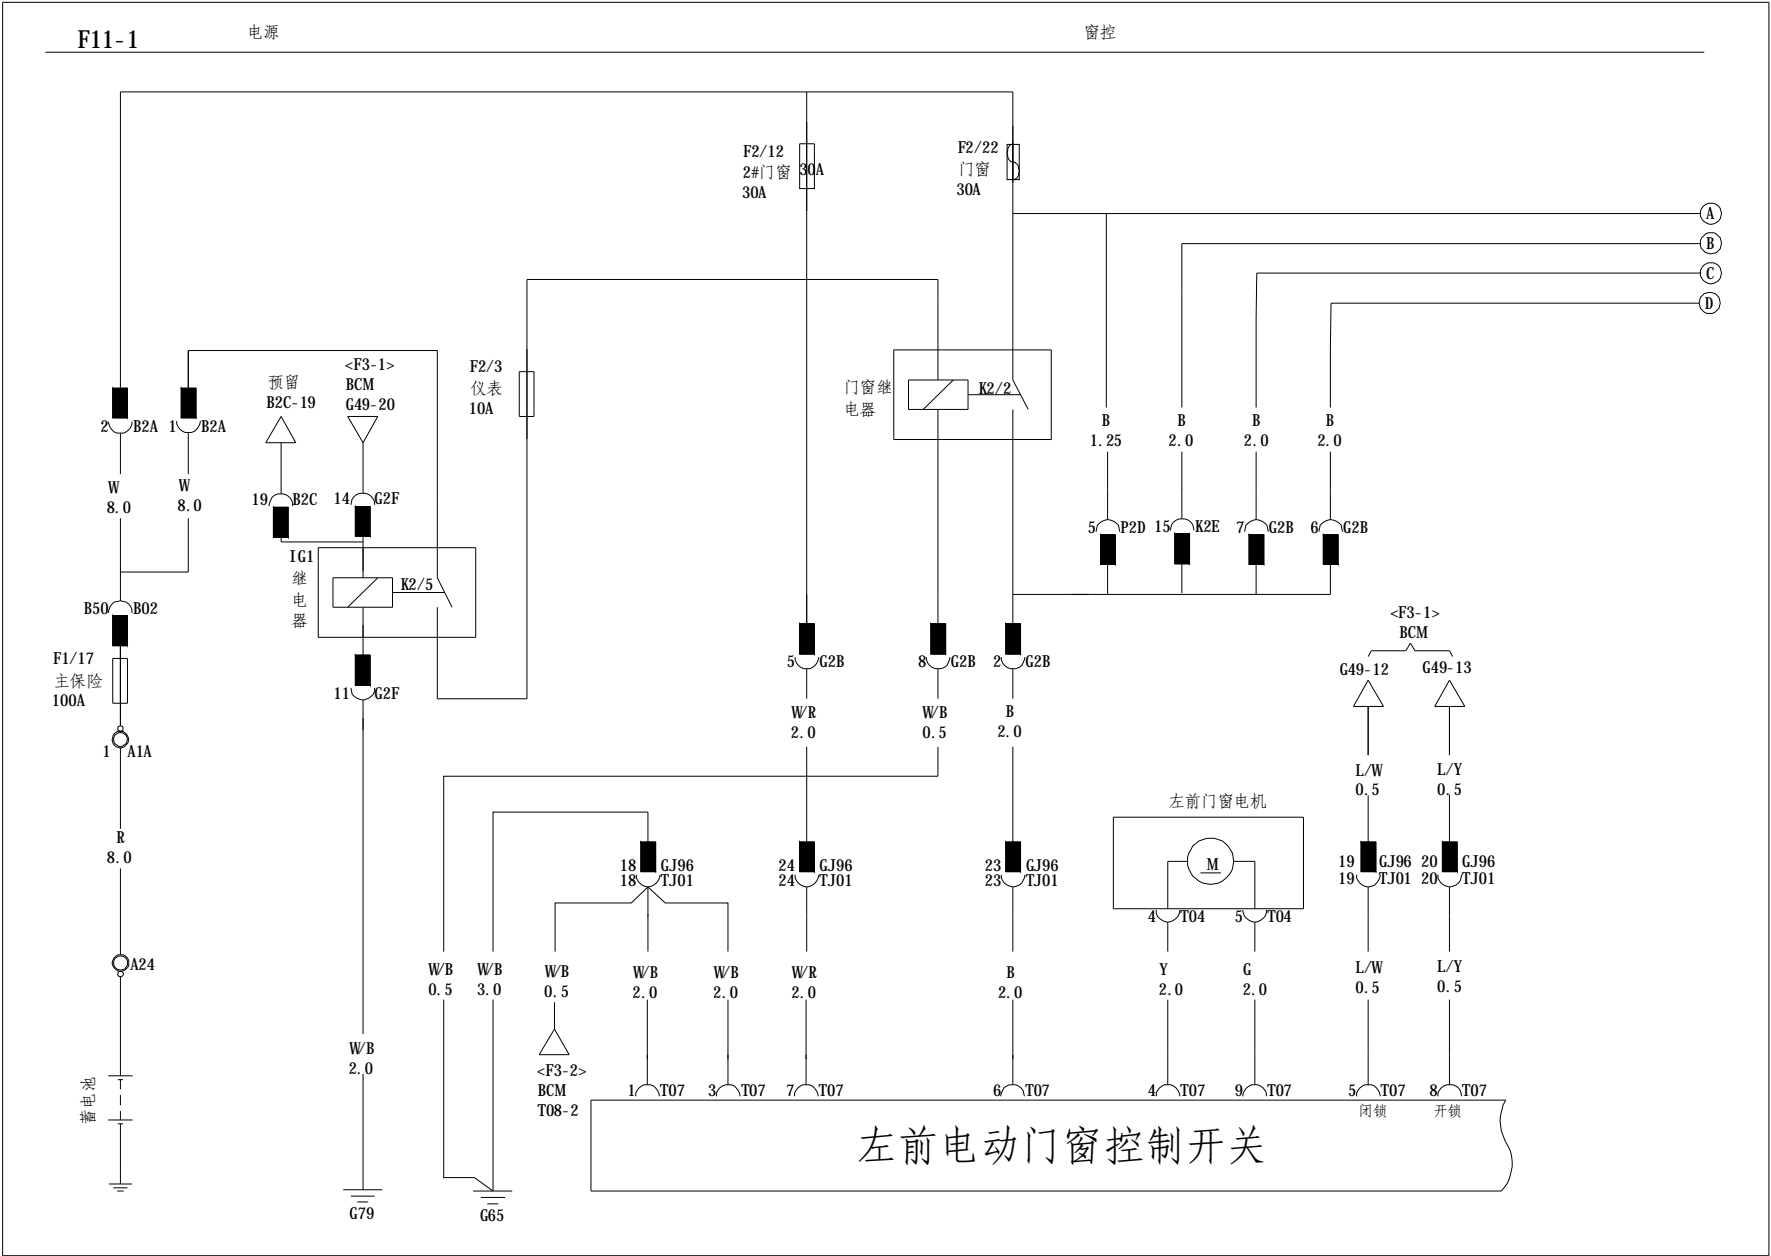 F11-1
电源
窗控
F2/12
2#门窗
30A
30A
F2/22
门窗
30A
A
B
C
D
F2/3
仪表
10A
门窗继
电器
K2/2
预留
B2C-19
<F3-1>
BCM
G49-20
2 B2A
1 B2A
W
8.0
W
8.0
19 B2C
14 G2F
IG1
继
电
器
K2/5
11 G2F
B50 B02
F1/17
主保险
100A
1 A1A
R
8.0
A24
蓄电池
W/B
2.0
G79
B
1.25
B
2.0
B
2.0
B
2.0
5 P2D
15 K2E
7 G2B
6 G2B
5 G2B
8 G2B
2 G2B
W/R
2.0
W/B
0.5
B
2.0
<F3-1>
BCM
G49-12
G49-13
L/W
0.5
L/Y
0.5
左前门窗电机
M
18 GJ96
18 TJ01
24 GJ96
24 TJ01
23 GJ96
23 TJ01
19 GJ96
19 TJ01
20 GJ96
20 TJ01
4 T04
5 T04
W/B
0.5
W/B
3.0
W/B
0.5
W/B
2.0
W/B
2.0
W/R
2.0
B
2.0
Y
2.0
G
2.0
L/W
0.5
L/Y
0.5
<F3-2>
BCM
T08-2
1 T07
3 T07
7 T07
6 T07
4 T07
9 T07
5 T07
8 T07
闭锁
开锁
左前电动门窗控制开关
G65